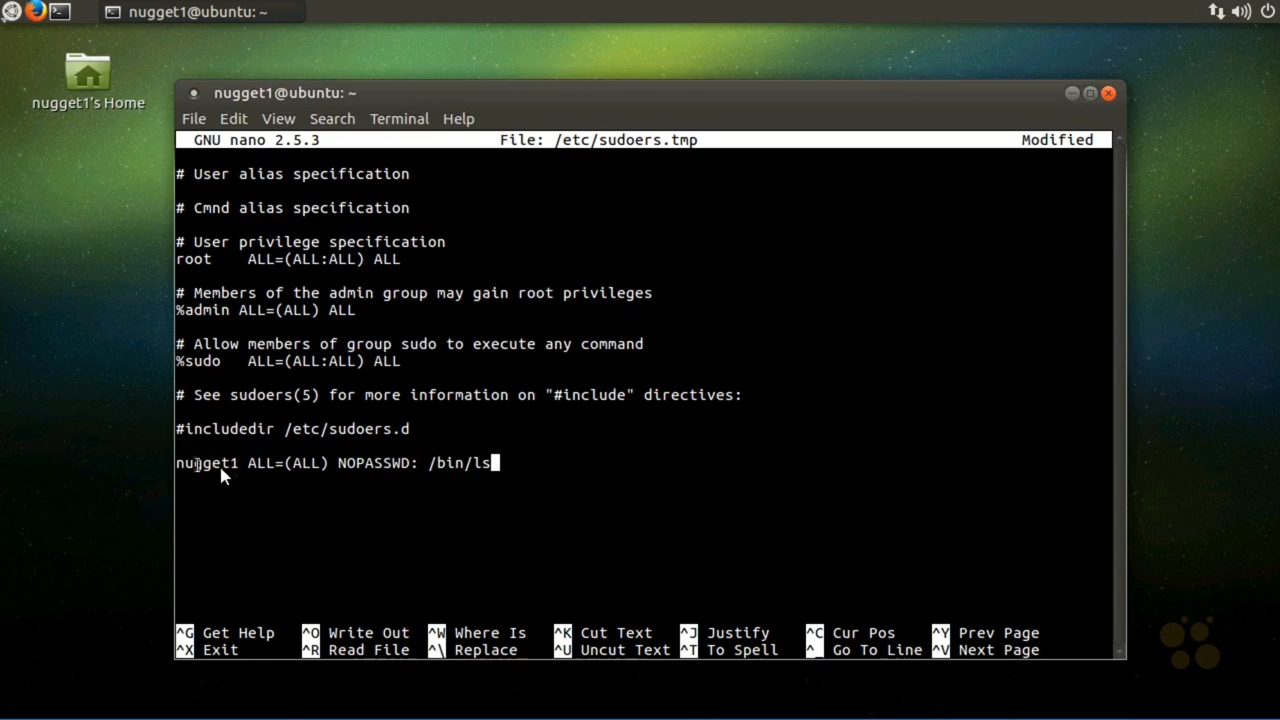 nugget1@ubuntu: ~
nugget1's Home
nugget1@ubuntu: ~
File Edit View Search Terminal Help
GNU nano 2.5.3 File: /etc/sudoers.tmp Modified
# User alias specification
# Cmnd alias specification
# User privilege specification
root ALL=(ALL:ALL) ALL
# Members of the admin group may gain root privileges
%admin ALL=(ALL) ALL
# Allow members of group sudo to execute any command
%sudo ALL=(ALL:ALL) ALL
# See sudoers(5) for more information on "#include" directives:
#includedir /etc/sudoers.d
nugget1 ALL=(ALL) NOPASSWD: /bin/ls
^G Get Help ^O Write Out ^W Where Is ^K Cut Text ^J Justify ^C Cur Pos ^Y Prev Page
^X Exit ^R Read File ^\ Replace ^U Uncut Text ^T To Spell ^_ Go To Line ^V Next Page